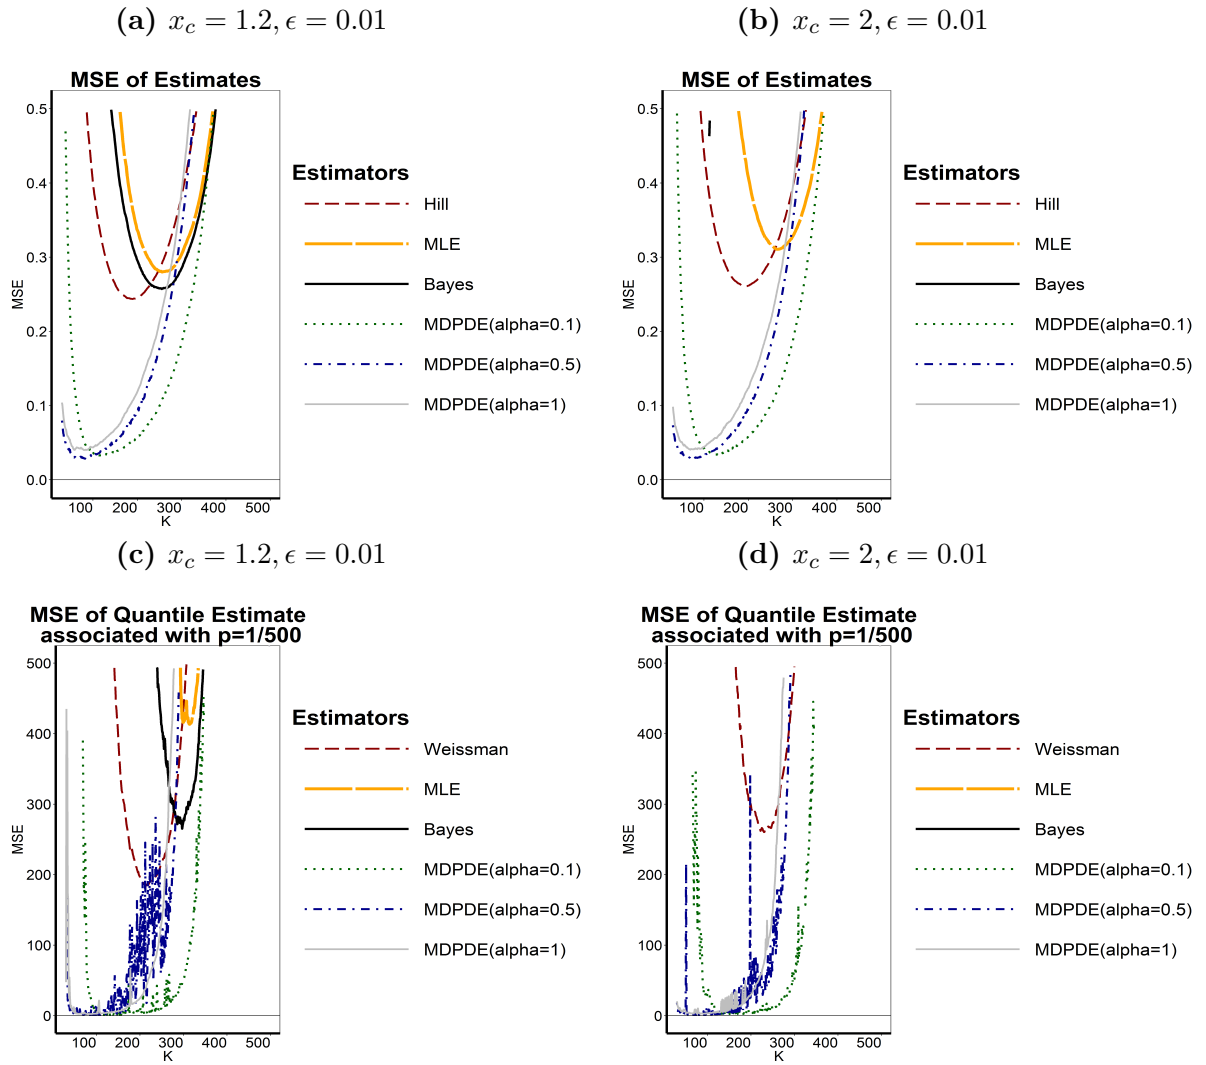 (a) x_c = 1.2, ϵ = 0.01
MSE of Estimates
0.5
0.4
0.3
0.2
0.1
0.0
MSE
100 200 300 400 500
K
Estimators
Hill
MLE
Bayes
MDPDE(alpha=0.1)
MDPDE(alpha=0.5)
MDPDE(alpha=1)
(b) x_c = 2, ϵ = 0.01
MSE of Estimates
0.5
0.4
0.3
0.2
0.1
0.0
MSE
100 200 300 400 500
K
Estimators
Hill
MLE
Bayes
MDPDE(alpha=0.1)
MDPDE(alpha=0.5)
MDPDE(alpha=1)
(c) x_c = 1.2, ϵ = 0.01
MSE of Quantile Estimate
associated with p=1/500
500
400
300
200
100
0
MSE
100 200 300 400 500
K
Estimators
Weissman
MLE
Bayes
MDPDE(alpha=0.1)
MDPDE(alpha=0.5)
MDPDE(alpha=1)
(d) x_c = 2, ϵ = 0.01
MSE of Quantile Estimate
associated with p=1/500
500
400
300
200
100
0
MSE
100 200 300 400 500
K
Estimators
Weissman
MLE
Bayes
MDPDE(alpha=0.1)
MDPDE(alpha=0.5)
MDPDE(alpha=1)